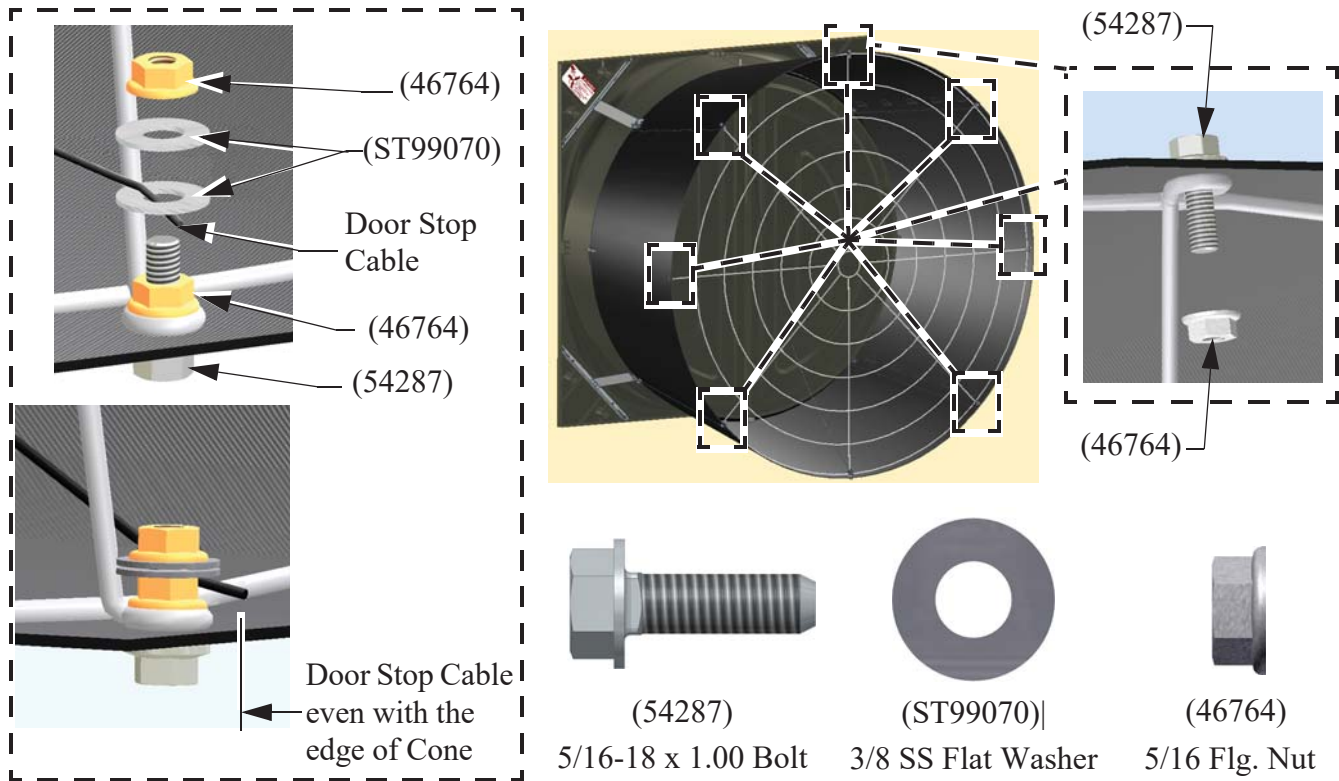 (46764)
(ST99070)
Door Stop
Cable
(46764)
(54287)
Door Stop Cable
even with the
edge of Cone
(54287)
(46764)
(54287)
5/16-18 x 1.00 Bolt
(ST99070)|
3/8 SS Flat Washer
(46764)
5/16 Flg. Nut